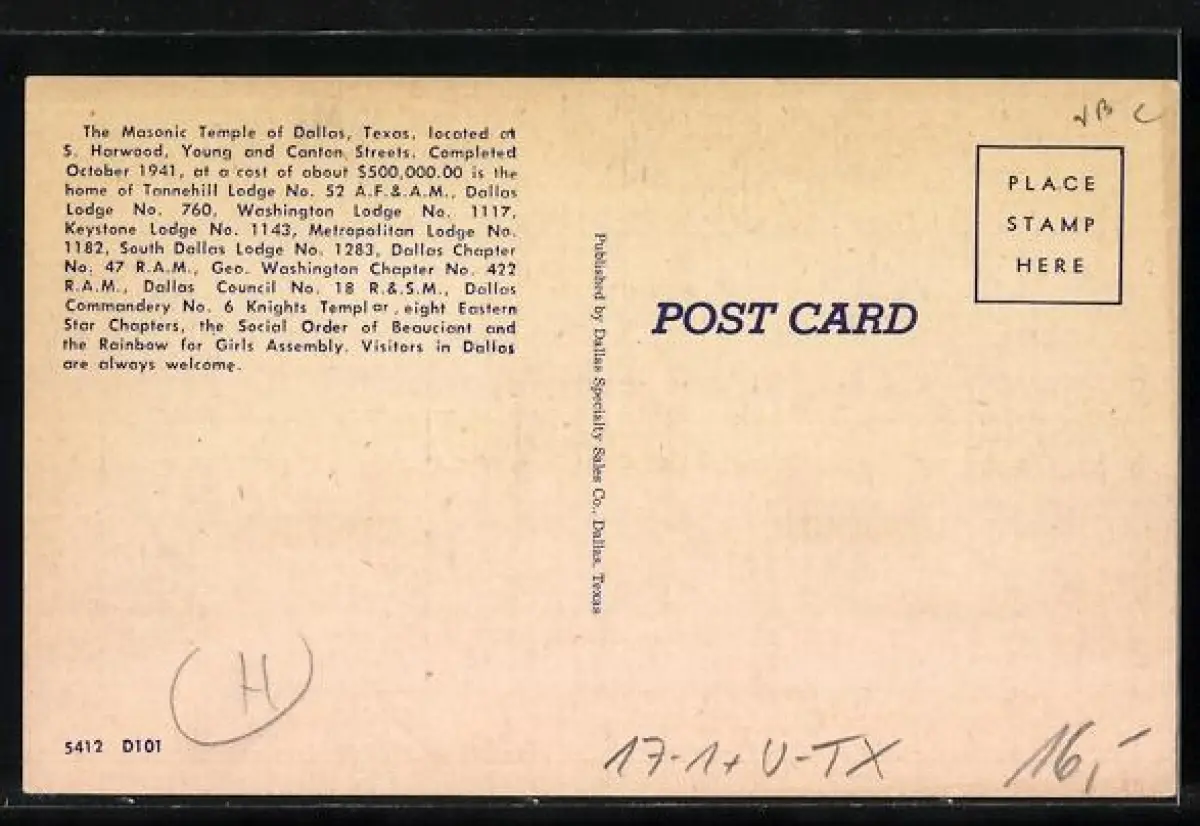 The Masonic Temple of Dallas, Texas, located at
S. Harwood, Young and Canton Streets. Completed
October 1941, at a cost of about $500,000.00 is the
home of Tannehill Lodge No. 52 A.F.&A.M., Dallas
Lodge No. 760, Washington Lodge No. 1117,
Keystone Lodge No. 1143, Metropolitan Lodge No.
1182, South Dallas Lodge No. 1283, Dallas Chapter
No. 47 R.A.M., Geo. Washington Chapter No. 422
R.A.M., Dallas Council No. 18 R.&S.M., Dallas
Commandery No. 6 Knights Templar, eight Eastern
Star Chapters, the Social Order of Beauciant and
the Rainbow for Girls Assembly. Visitors in Dallas
are always welcome.
Published by Dallas Specialty Sales Co., Dallas, Texas
POST CARD
PLACE
STAMP
HERE
H
5412 D101
17-1+ U-TX
16,-